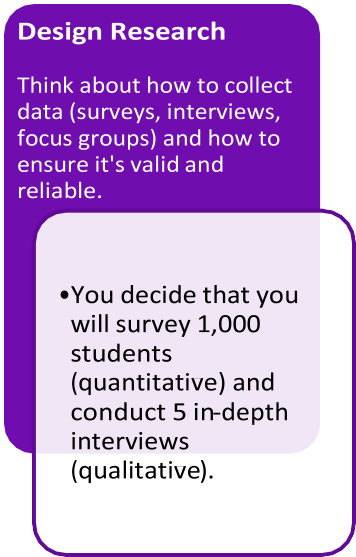 Design Research
Think about how to collect
data (surveys, interviews,
focus groups) and how to
ensure it's valid and
reliable.
•You decide that you
will survey 1,000
students
(quantitative) and
conduct 5 in-depth
interviews
(qualitative).